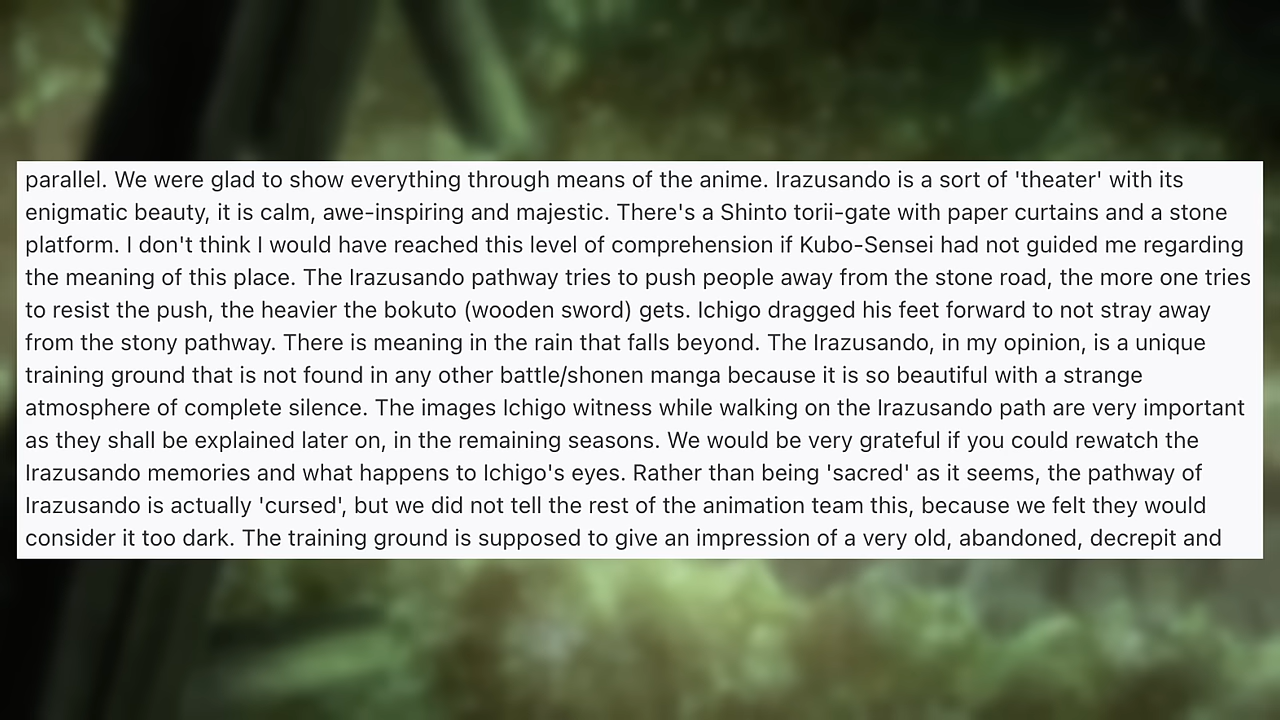 parallel. We were glad to show everything through means of the anime. Irazusando is a sort of 'theater' with its
enigmatic beauty, it is calm, awe-inspiring and majestic. There's a Shinto torii-gate with paper curtains and a stone
platform. I don't think I would have reached this level of comprehension if Kubo-Sensei had not guided me regarding
the meaning of this place. The Irazusando pathway tries to push people away from the stone road, the more one tries
to resist the push, the heavier the bokuto (wooden sword) gets. Ichigo dragged his feet forward to not stray away
from the stony pathway. There is meaning in the rain that falls beyond. The Irazusando, in my opinion, is a unique
training ground that is not found in any other battle/shonen manga because it is so beautiful with a strange
atmosphere of complete silence. The images Ichigo witness while walking on the Irazusando path are very important
as they shall be explained later on, in the remaining seasons. We would be very grateful if you could rewatch the
Irazusando memories and what happens to Ichigo's eyes. Rather than being 'sacred' as it seems, the pathway of
Irazusando is actually 'cursed', but we did not tell the rest of the animation team this, because we felt they would
consider it too dark. The training ground is supposed to give an impression of a very old, abandoned, decrepit and